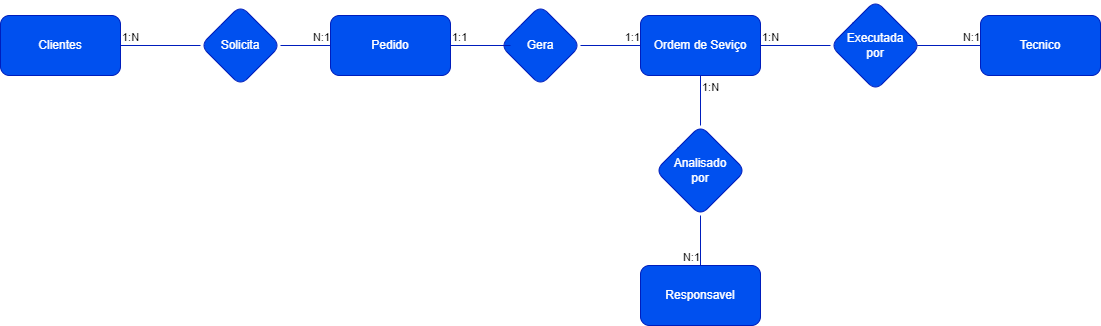 Clientes
1:N
Solicita
N:1
Pedido
1:1
Gera
1:1
Ordem de Seviço
1:N
Executada
por
N:1
Tecnico
1:N
Analisado
por
N:1
Responsavel